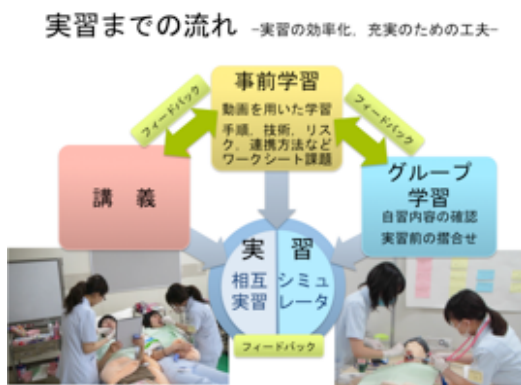 実習までの流れ -実習の効率化，充実のための工夫-
事前学習
動画を用いた学習
手順，技術，リス
ク，連携方法など
ワークシート課題
フィードバック
フィードバック
講 義
グループ
学習
自習内容の確認
実習前の摺合せ
実 習
相互
実習
シミュ
レータ
フィードバック